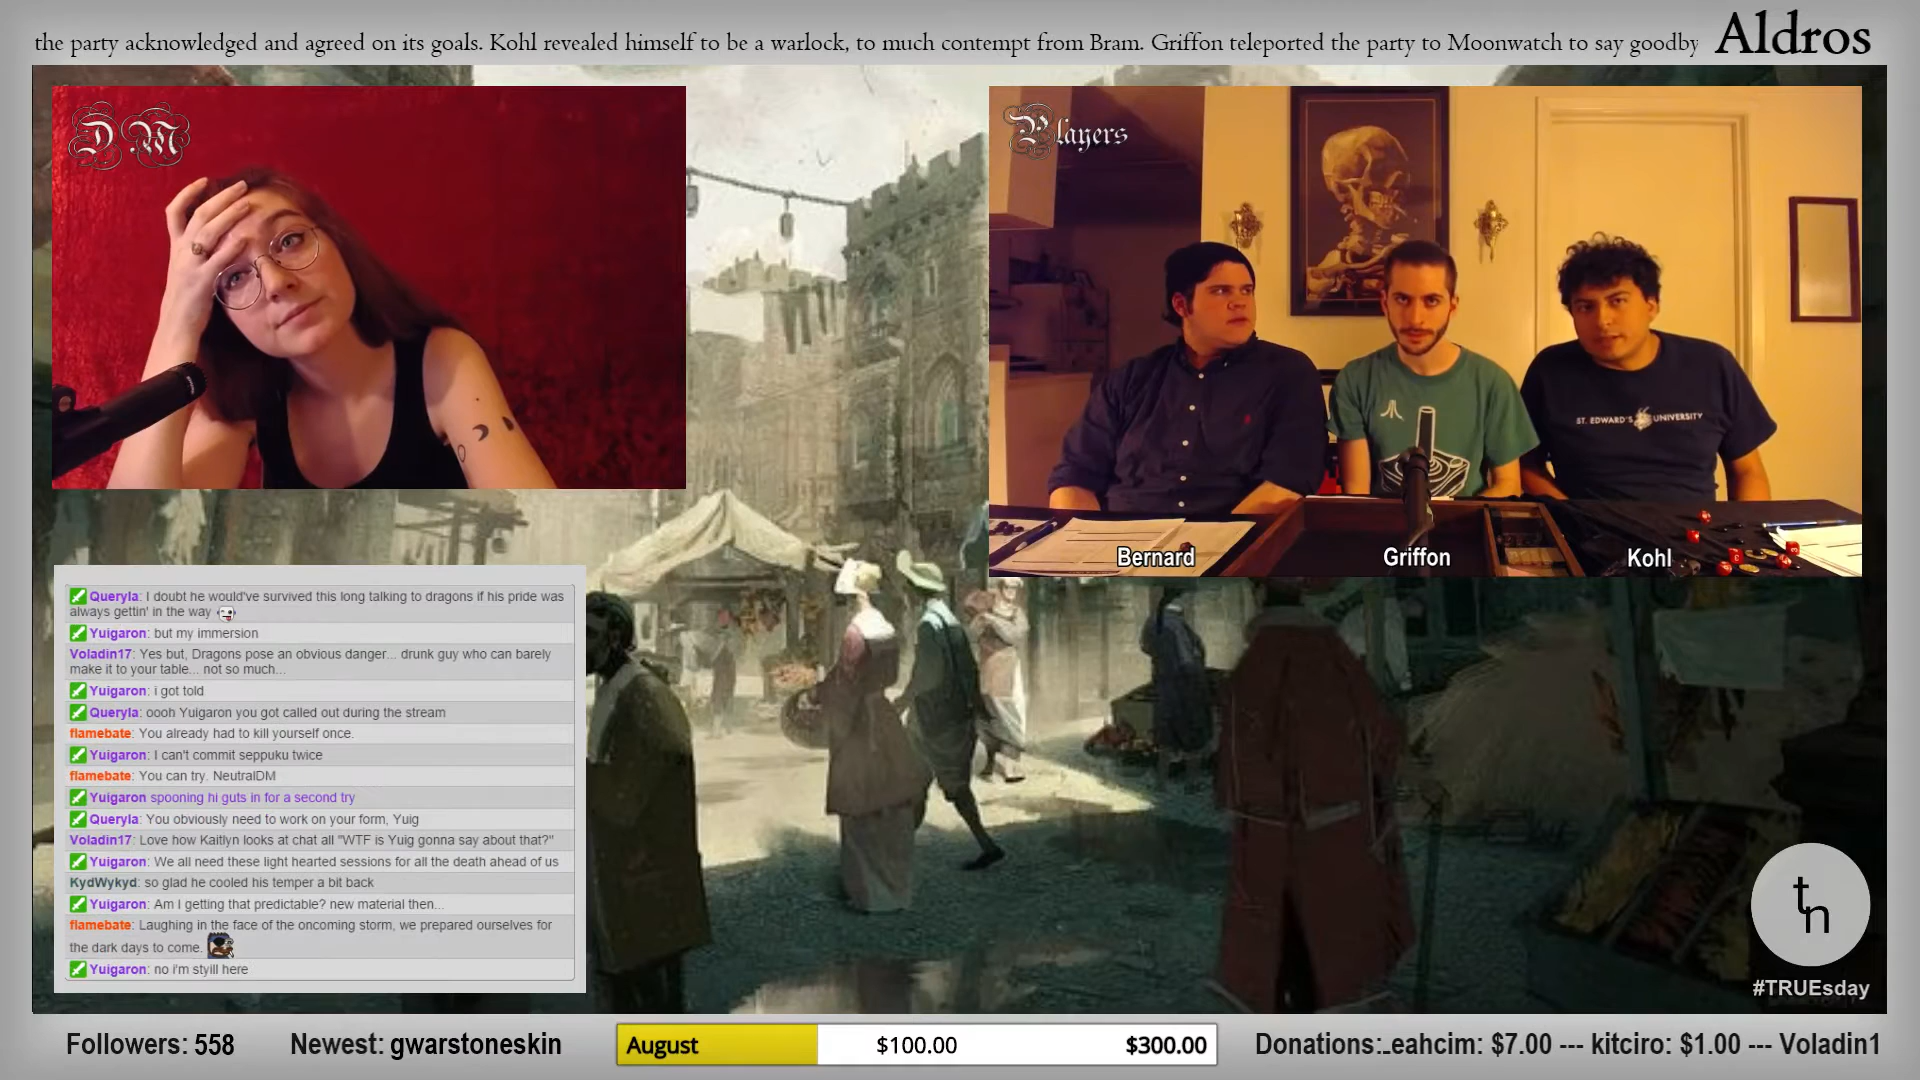 the party acknowledged and agreed on its goals. Kohl revealed himself to be a warlock, to much contempt from Bram. Griffon teleported the party to Moonwatch to say goodby
Aldros
DM
Players
ST. EDWARD'S UNIVERSITY
Bernard
Griffon
Kohl
Queryla: I doubt he would've survived this long talking to dragons if his pride was
always gettin' in the way
Yuigaron: but my immersion
Voladin17: Yes but, Dragons pose an obvious danger... drunk guy who can barely
make it to your table... not so much...
Yuigaron: i got told
Queryla: oooh Yuigaron you got called out during the stream
flamebate: You already had to kill yourself once.
Yuigaron: I can't commit seppuku twice
flamebate: You can try. NeutralDM
Yuigaron spooning hi guts in for a second try
Queryla: You obviously need to work on your form, Yuig
Voladin17: Love how Kaitlyn looks at chat all "WTF is Yuig gonna say about that?"
Yuigaron: We all need these light hearted sessions for all the death ahead of us
KydWykyd: so glad he cooled his temper a bit back
Yuigaron: Am I getting that predictable? new material then...
flamebate: Laughing in the face of the oncoming storm, we prepared ourselves for
the dark days to come.
Yuigaron: no i'm styill here
tn
#TRUEsday
Followers: 558
Newest: gwarstoneskin
August
$100.00
$300.00
Donations:_eahcim: $7.00 --- kitciro: $1.00 --- Voladin1